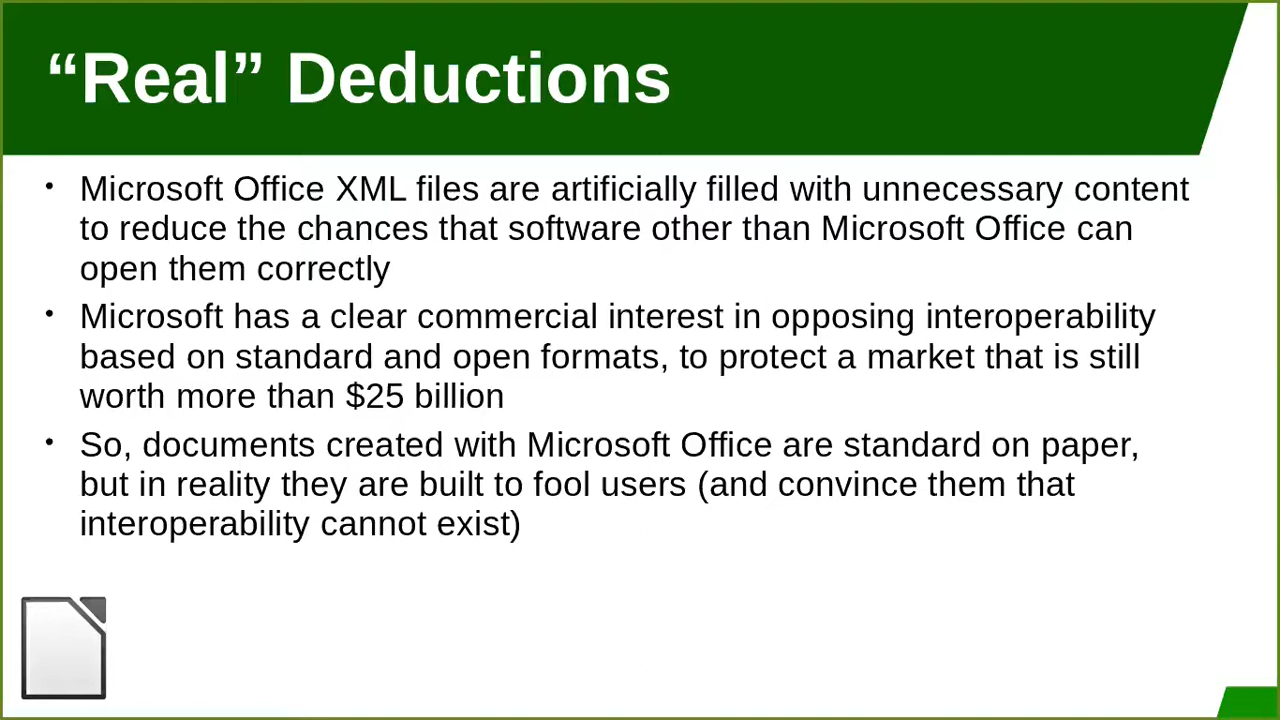 “Real” Deductions
• Microsoft Office XML files are artificially filled with unnecessary content
to reduce the chances that software other than Microsoft Office can
open them correctly
• Microsoft has a clear commercial interest in opposing interoperability
based on standard and open formats, to protect a market that is still
worth more than $25 billion
• So, documents created with Microsoft Office are standard on paper,
but in reality they are built to fool users (and convince them that
interoperability cannot exist)